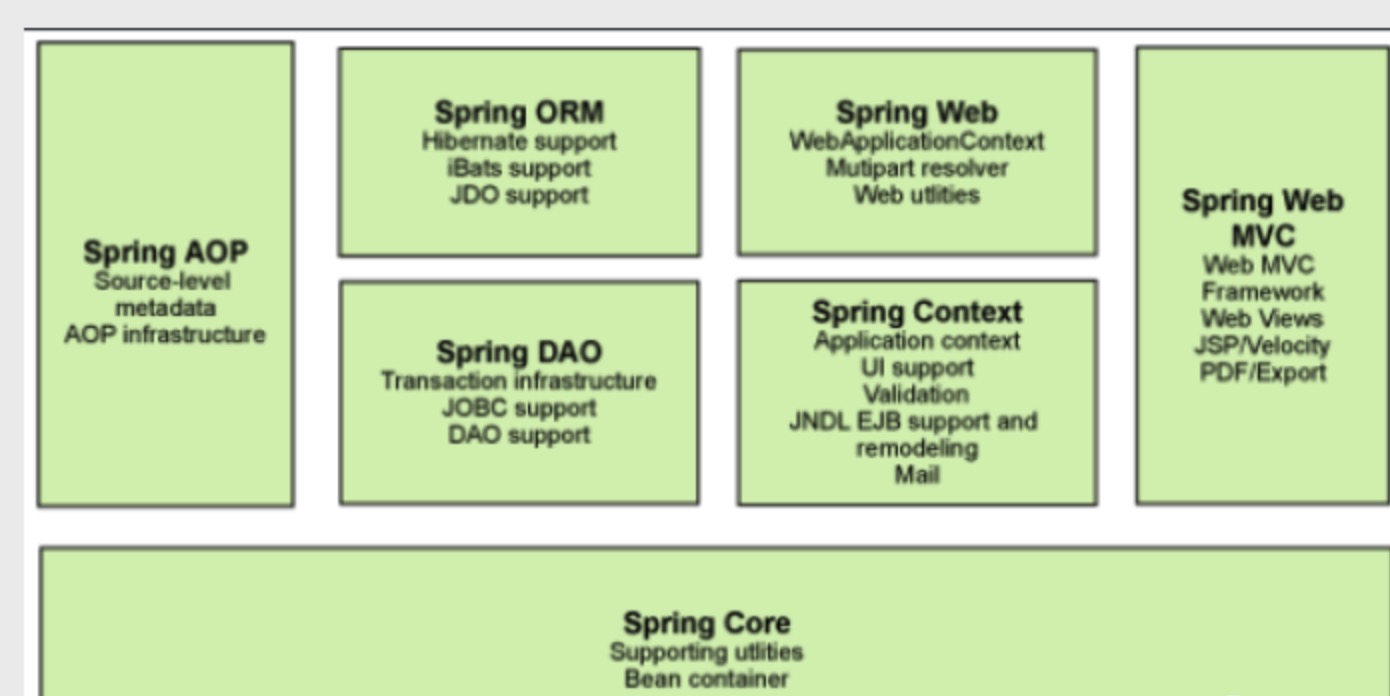 Spring AOP
Source-level
metadata
AOP infrastructure
Spring ORM
Hibernate support
iBats support
JDO support
Spring DAO
Transaction infrastructure
JOBC support
DAO support
Spring Web
WebApplicationContext
Mutipart resolver
Web utlities
Spring Context
Application context
UI support
Validation
JNDL EJB support and
remodeling
Mail
Spring Web
MVC
Web MVC
Framework
Web Views
JSP/Velocity
PDF/Export
Spring Core
Supporting utlities
Bean container